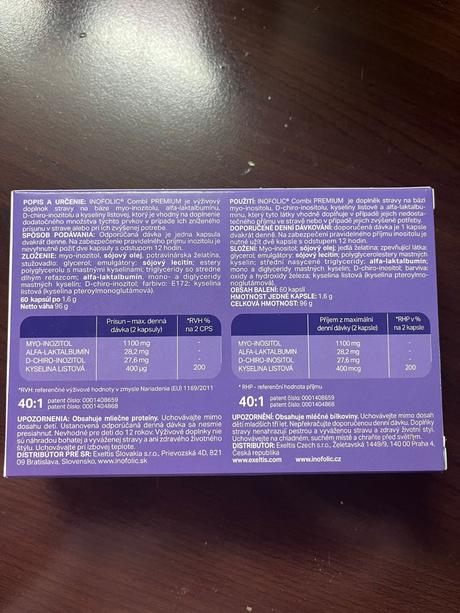 POPIS A URČENIE: INOFOLIC® Combi PREMIUM je výživový
doplnok stravy na báze myo-inozitolu, alfa-laktalbumínu,
D-chiro-inozitolu a kyseliny listovej, ktorý je vhodný na doplnenie
dodatočného množstva týchto prvkov v prípade ich zníženého
prísunu v strave alebo pri ich zvýšenej potrebe.
SPÔSOB PODÁVANIA: Odporúčaná dávka je jedna kapsula
dvakrát denne. Na zabezpečenie pravidelného príjmu inozitolu je
nevyhnutné požiť dve kapsuly s odstupom 12 hodín.
ZLOŽENIE: myo-inozitol, sójový olej, potravinárska želatína,
stužovadlo: glycerol, emulgátory: sójový lecitín; estery
polyglycerolu s mastnými kyselinami; triglyceridy so stredne
dlhým reťazcom; alfa-laktalbumín, mono- a diglyceridy
mastných kyselín; D-chiro-inozitol; farbivo: E172; kyselina
listová (kyselina pteroylmonoglutámová).
60 kapsúl po 1,6 g
Netto váha 96 g
Prísun – max. denná
dávka (2 kapsuly)
*RVH %
na 2 CPS
MYO-INOZITOL 1100 mg -
ALFA-LAKTALBUMÍN 28,2 mg -
D-CHIRO-INOZITOL 27,6 mg -
KYSELINA LISTOVÁ 400 μg 200
*RVH: referenčné výživové hodnoty v zmysle Nariadenia (EU) 1169/2011
40:1 patent číslo: 0001408659
patent číslo: 0001404868
UPOZORNENIA: Obsahuje mliečne proteíny. Uchovávajte mimo
dosahu detí. Ustanovená odporúčaná denná dávka sa nesmie
presiahnuť. Nevhodné pre deti do 12 rokov. Výživové doplnky nie
sú náhradou bohatej a vyváženej stravy a ani zdravého životného
štýlu. Uchovávajte pri izbovej teplote.
DISTRIBÚTOR PRE SR: Exeltis Slovakia s.r.o., Prievozská 4D, 821
09 Bratislava, Slovensko, www.inofolic.sk
POUŽITÍ: INOFOLIC® Combi PREMIUM je doplněk stravy na bázi
myo-inositolu, D-chiro-inositolu, kyseliny listové a alfa-laktalbu-
mínu, který tyto látky vhodně doplňuje v případě jejich nedosta-
tečného příjmu ve stravě nebo v případě jejich zvýšené potřeby.
DOPORUČENÉ DENNÍ DÁVKOVÁNÍ: doporučená dávka je 1 kapsle
dvakrát denně. Na zabezpečení pravidelného příjmu inositolu je
nutné užít dvě kapsle s odstupem 12 hodin.
SLOŽENÍ: Myo-inositol; sójový olej; jedlá želatina; zpevňující látka:
glycerol; emulgátory: sójový lecitin; polyglycerolestery mastných
kyselin; střední nasycené triglyceridy; alfa-laktalbumin;
mono a diglyceridy mastných kyselin; D-chiro-inositol; barviva:
oxidy a hydroxidy železa; kyselina listová (kyselina pteroylmo-
noglutámová).
OBSAH BALENÍ: 60 kapslí
HMOTNOST JEDNÉ KAPSLE: 1,6 g
CELKOVÁ HMOTNOST: 96 g
Příjem z maximální
denní dávky (2 kapsle)
*RHP v %
na 2 kapsle
MYO-INOSITOL 1100 mg -
ALFA-LAKTALBUMÍN 28,2 mg -
D-CHIRO-INOSITOL 27,6 mg -
KYSELINA LISTOVÁ 400 mcg 200
* RHP - referenční hodnota příjmu
40:1 patent číslo: 0001408659
patent číslo: 0001404868
UPOZORNĚNÍ: Obsahuje mléčné bílkoviny. Uchovávejte mimo dosah
dětí mladších tří let. Nepřekračujte doporučenou denní dávku. Doplňky
stravy nenahrazují pestrou a vyváženou stravu a zdravý životní styl.
Uchovávejte na chladném, suchém místě a chraňte před světlem.
DISTRIBUTOR: Exeltis Czech s.r.o., Želetavská 1449/9, 140 00 Praha 4,
Česká republika
www.exeltis.com www.inofolic.cz